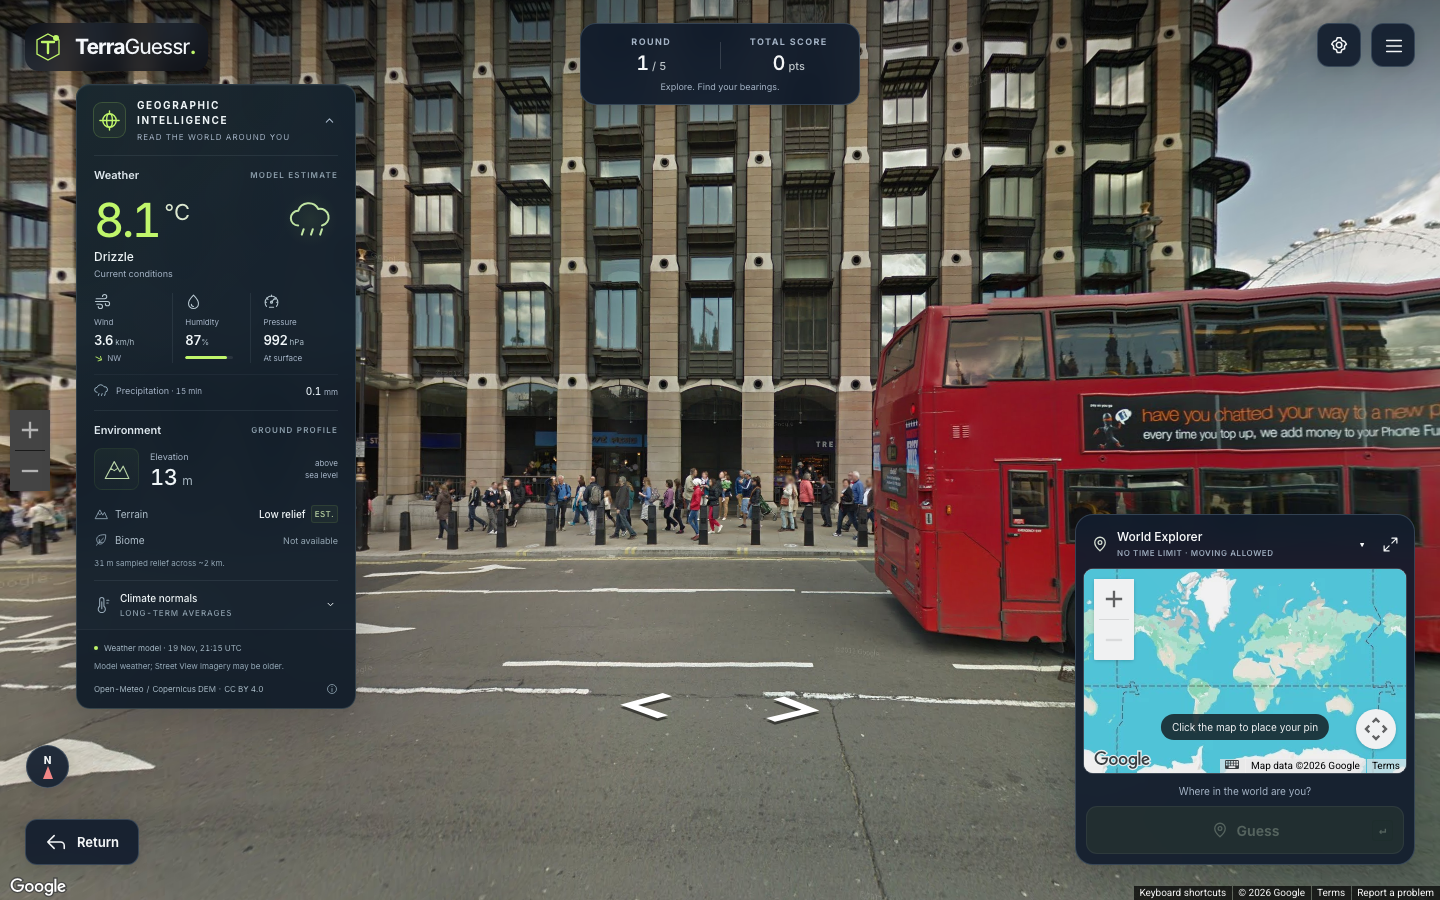 TerraGuessr.
ROUND
1 / 5
TOTAL SCORE
0 pts
Explore. Find your bearings.
GEOGRAPHIC
INTELLIGENCE
READ THE WORLD AROUND YOU
Weather
MODEL ESTIMATE
8.1 °C
Drizzle
Current conditions
Wind
3.6 km/h
NW
Humidity
87%
Pressure
992 hPa
At surface
Precipitation · 15 min
0.1 mm
Environment
GROUND PROFILE
Elevation
13 m
above
sea level
Terrain
Low relief EST.
Biome
Not available
31 m sampled relief across ~2 km.
Climate normals
LONG-TERM AVERAGES
Weather model · 19 Nov, 21:15 UTC
Model weather; Street View imagery may be older.
Open-Meteo / Copernicus DEM · CC BY 4.0
N
Return
Google
ST
TRE
have you chatted your way to a new p
every time you top up, we add money to your Phone Fu
World Explorer
NO TIME LIMIT · MOVING ALLOWED
Click the map to place your pin
Google
Map data ©2026 Google
Terms
Where in the world are you?
Guess
Keyboard shortcuts
© 2026 Google
Terms
Report a problem